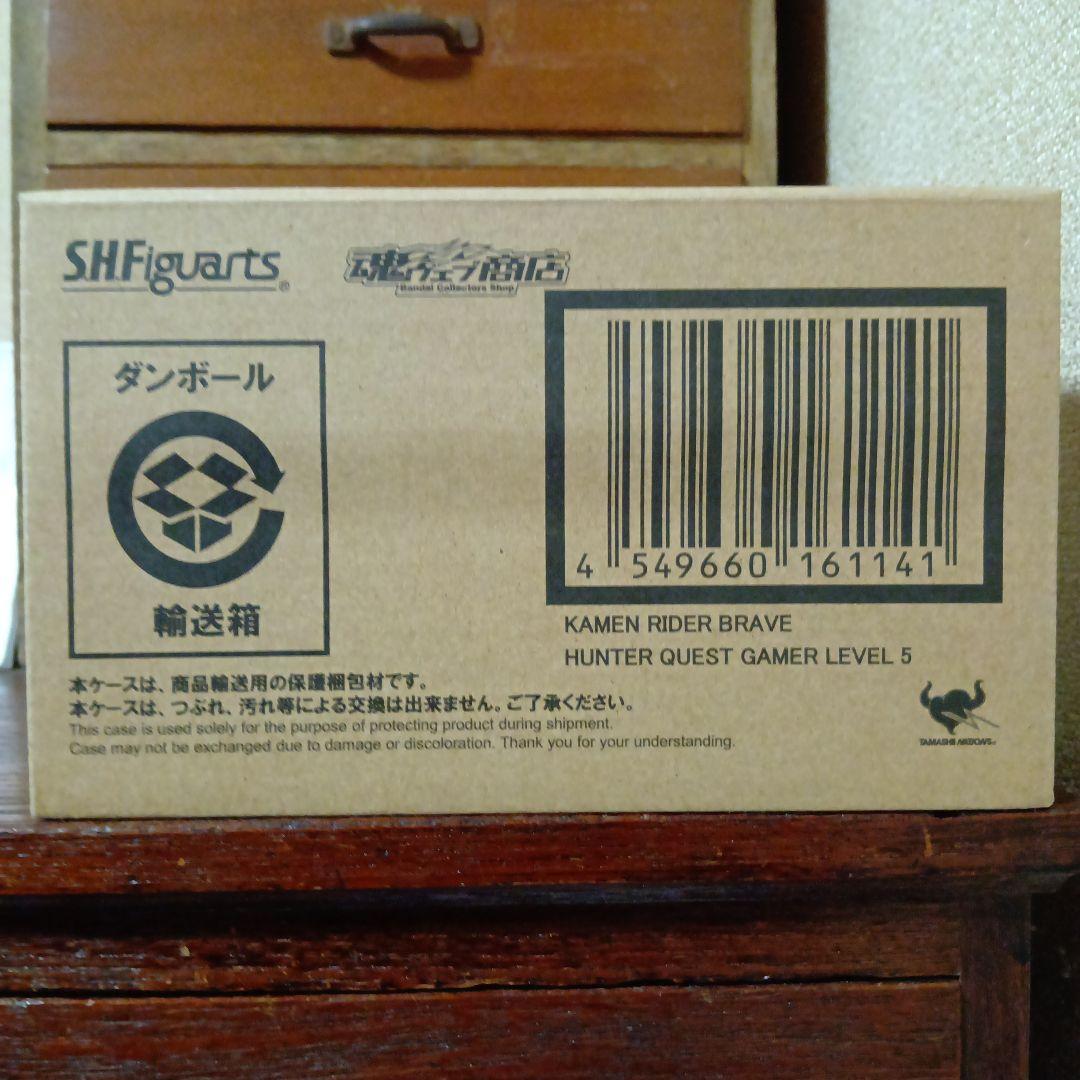 S.H.Figuarts®
魂ウェブ商店
Bandai Collectors Shop
ダンボール
輸送箱
4 549660 161141
KAMEN RIDER BRAVE
HUNTER QUEST GAMER LEVEL 5
本ケースは、商品輸送用の保護梱包材です。
本ケースは、つぶれ、汚れ等による交換は出来ません。ご了承ください。
This case is used solely for the purpose of protecting product during shipment.
Case may not be exchanged due to damage or discoloration. Thank you for your understanding.
TAMASHII NATIONS